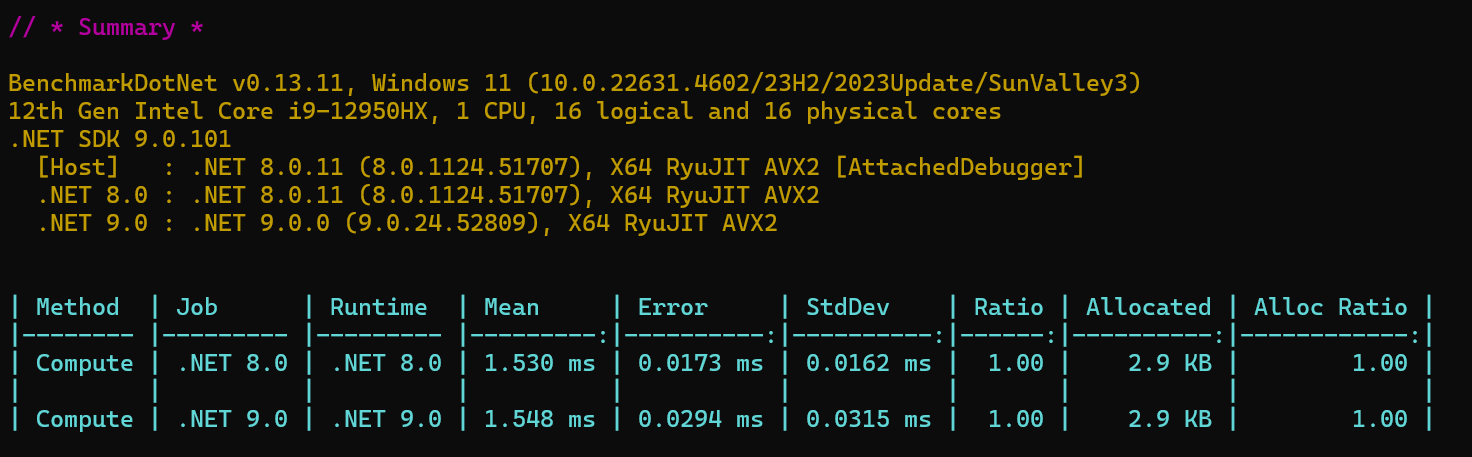 // * Summary *
BenchmarkDotNet v0.13.11, Windows 11 (10.0.22631.4602/23H2/2023Update/SunValley3)
12th Gen Intel Core i9-12950HX, 1 CPU, 16 logical and 16 physical cores
.NET SDK 9.0.101
  [Host]   : .NET 8.0.11 (8.0.1124.51707), X64 RyuJIT AVX2 [AttachedDebugger]
  .NET 8.0 : .NET 8.0.11 (8.0.1124.51707), X64 RyuJIT AVX2
  .NET 9.0 : .NET 9.0.0 (9.0.24.52809), X64 RyuJIT AVX2
| Method  | Job      | Runtime  | Mean     | Error     | StdDev    | Ratio | Allocated | Alloc Ratio |
|-------- |--------- |--------- |---------:|----------:|----------:|------:|----------:|------------:|
| Compute | .NET 8.0 | .NET 8.0 | 1.530 ms | 0.0173 ms | 0.0162 ms |  1.00 |    2.9 KB |        1.00 |
|         |          |          |          |           |           |       |           |             |
| Compute | .NET 9.0 | .NET 9.0 | 1.548 ms | 0.0294 ms | 0.0315 ms |  1.00 |    2.9 KB |        1.00 |